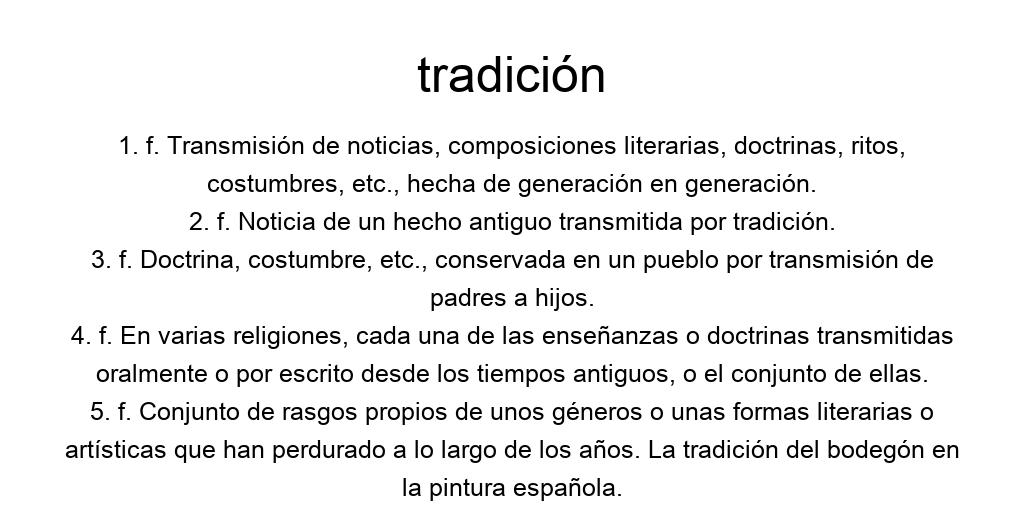 tradición
1. f. Transmisión de noticias, composiciones literarias, doctrinas, ritos,
costumbres, etc., hecha de generación en generación.
2. f. Noticia de un hecho antiguo transmitida por tradición.
3. f. Doctrina, costumbre, etc., conservada en un pueblo por transmisión de
padres a hijos.
4. f. En varias religiones, cada una de las enseñanzas o doctrinas transmitidas
oralmente o por escrito desde los tiempos antiguos, o el conjunto de ellas.
5. f. Conjunto de rasgos propios de unos géneros o unas formas literarias o
artísticas que han perdurado a lo largo de los años. La tradición del bodegón en
la pintura española.